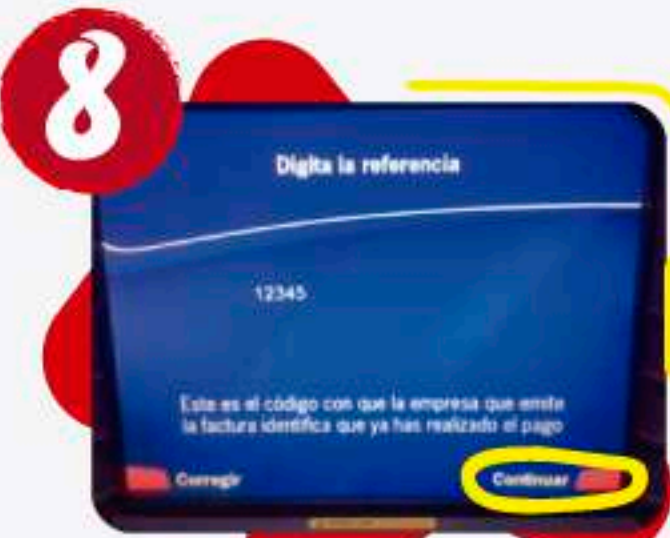 8
Digita la referencia
12345
Este es el código con que la empresa que emite
la factura identifica que ya has realizado el pago
Corregir
Continuar